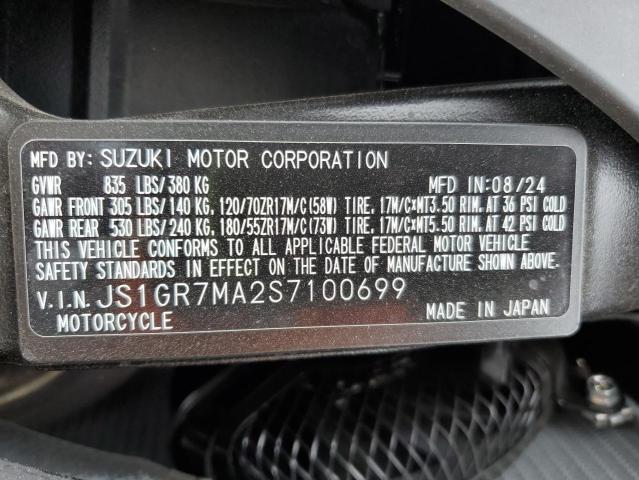 MFD BY: SUZUKI MOTOR CORPORATION
GVWR 835 LBS/380 KG MFD IN:08/24
GAWR FRONT 305 LBS/140 KG, 120/70ZR17M/C(58W) TIRE, 17M/C×MT3.50 RIM, AT 36 PSI COLD
GAWR REAR 530 LBS/240 KG, 180/55ZR17M/C(73W) TIRE, 17M/C×MT5.50 RIM, AT 42 PSI COLD
THIS VEHICLE CONFORMS TO ALL APPLICABLE FEDERAL MOTOR VEHICLE
SAFETY STANDARDS IN EFFECT ON THE DATE OF MANUFACTURE SHOWN ABOVE.
V.I.N. JS1GR7MA2S7100699
MOTORCYCLE MADE IN JAPAN